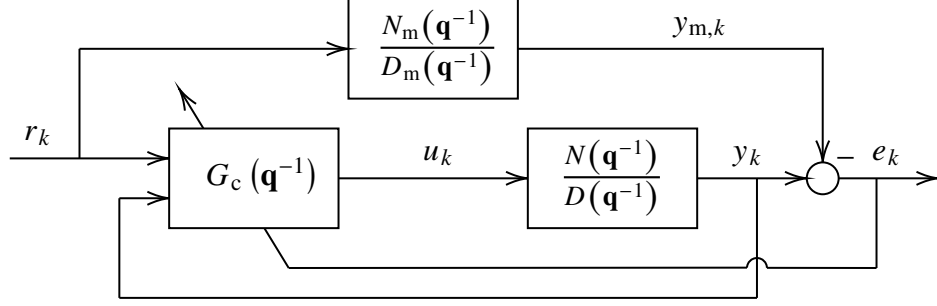 N_m(q⁻¹)
D_m(q⁻¹)
y_{m,k}
r_k
G_c(q⁻¹)
u_k
N(q⁻¹)
D(q⁻¹)
y_k
−
e_k